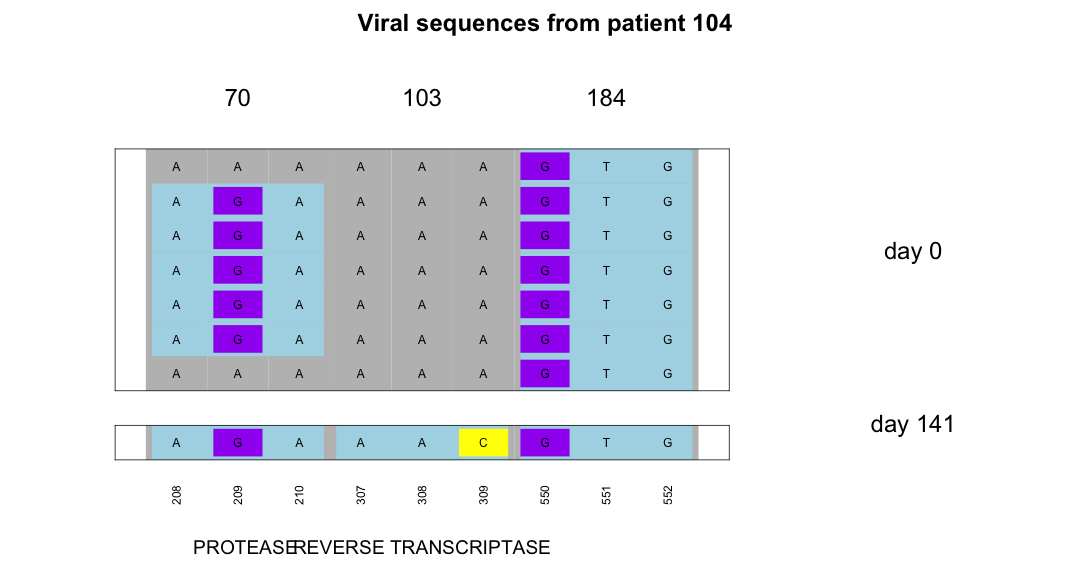 Viral sequences from patient 104
70 103 184
A A A A A A G T G
A G A A A A G T G
A G A A A A G T G
day 0
A G A A A A G T G
A G A A A A G T G
A G A A A A G T G
A A A A A A G T G
day 141
A G A A A C G T G
208 209 210 307 308 309 550 551 552
PROTEASE REVERSE TRANSCRIPTASE